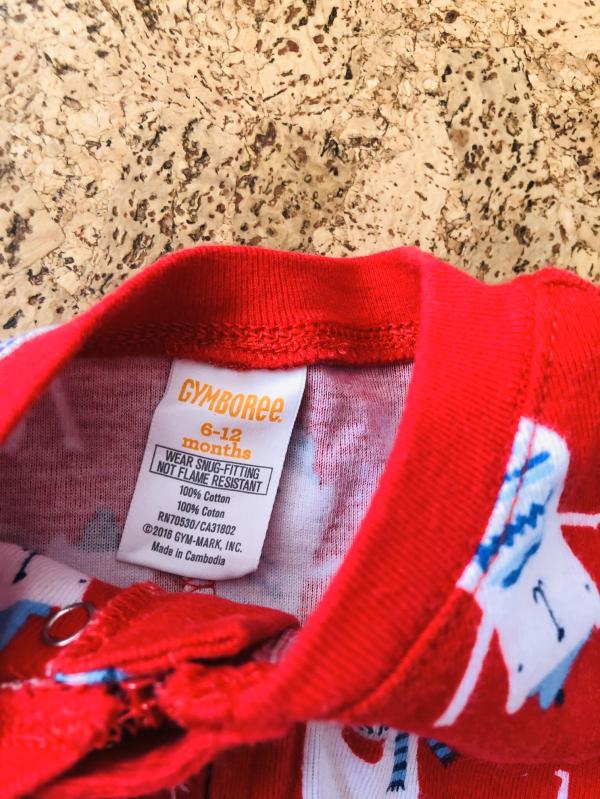 GYMBOREE
6-12
months
WEAR SNUG-FITTING
NOT FLAME RESISTANT
100% Cotton
100% Coton
RN70530/CA31802
©2018 GYM-MARK, INC.
Made in Cambodia